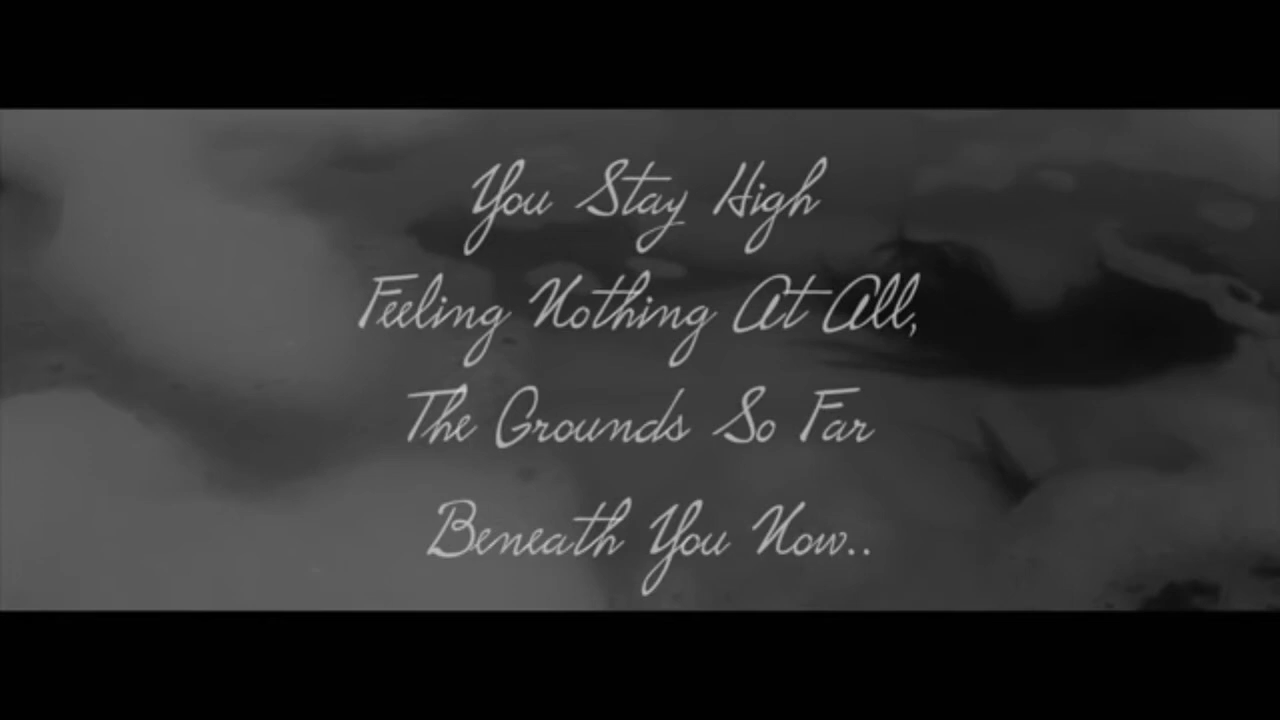 You Stay High
Feeling Nothing At All,
The Grounds So Far
Beneath You Now..